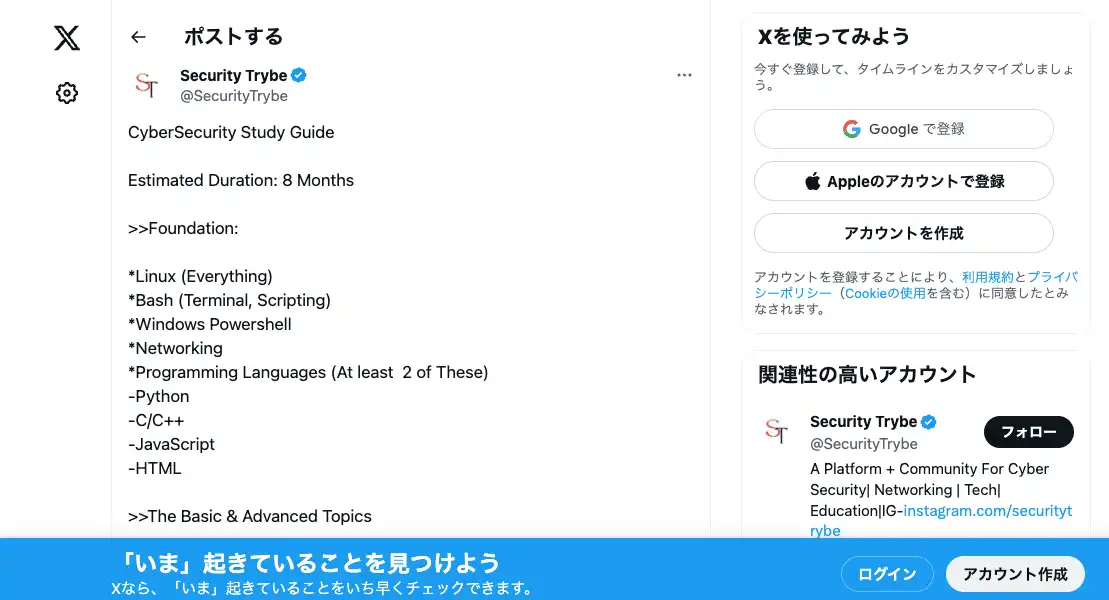 ポストする
Security Trybe
@SecurityTrybe
CyberSecurity Study Guide
Estimated Duration: 8 Months
>>Foundation:
*Linux (Everything)
*Bash (Terminal, Scripting)
*Windows Powershell
*Networking
*Programming Languages (At least  2 of These)
-Python
-C/C++
-JavaScript
-HTML
>>The Basic & Advanced Topics
Xを使ってみよう
今すぐ登録して、タイムラインをカスタマイズしましょ
う。
Google で登録
Appleのアカウントで登録
アカウントを作成
アカウントを登録することにより、利用規約とプライバ
シーポリシー（Cookieの使用を含む）に同意したとみ
なされます。
関連性の高いアカウント
Security Trybe
@SecurityTrybe
フォロー
A Platform + Community For Cyber
Security| Networking | Tech|
Education|IG-instagram.com/securityt
rybe
「いま」起きていることを見つけよう
Xなら、「いま」起きていることをいち早くチェックできます。
ログイン
アカウント作成